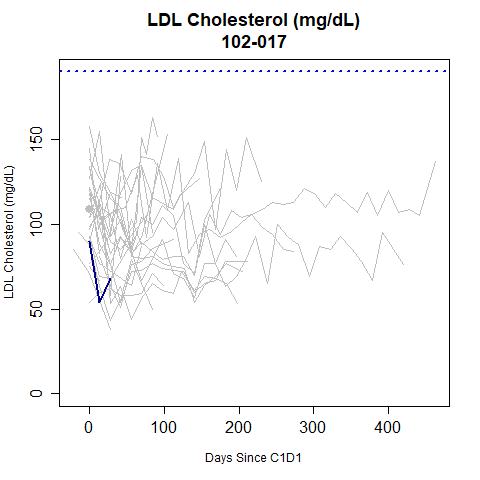 LDL Cholesterol (mg/dL)
102-017
LDL Cholesterol (mg/dL)
150
100
50
0
0 100 200 300 400
Days Since C1D1